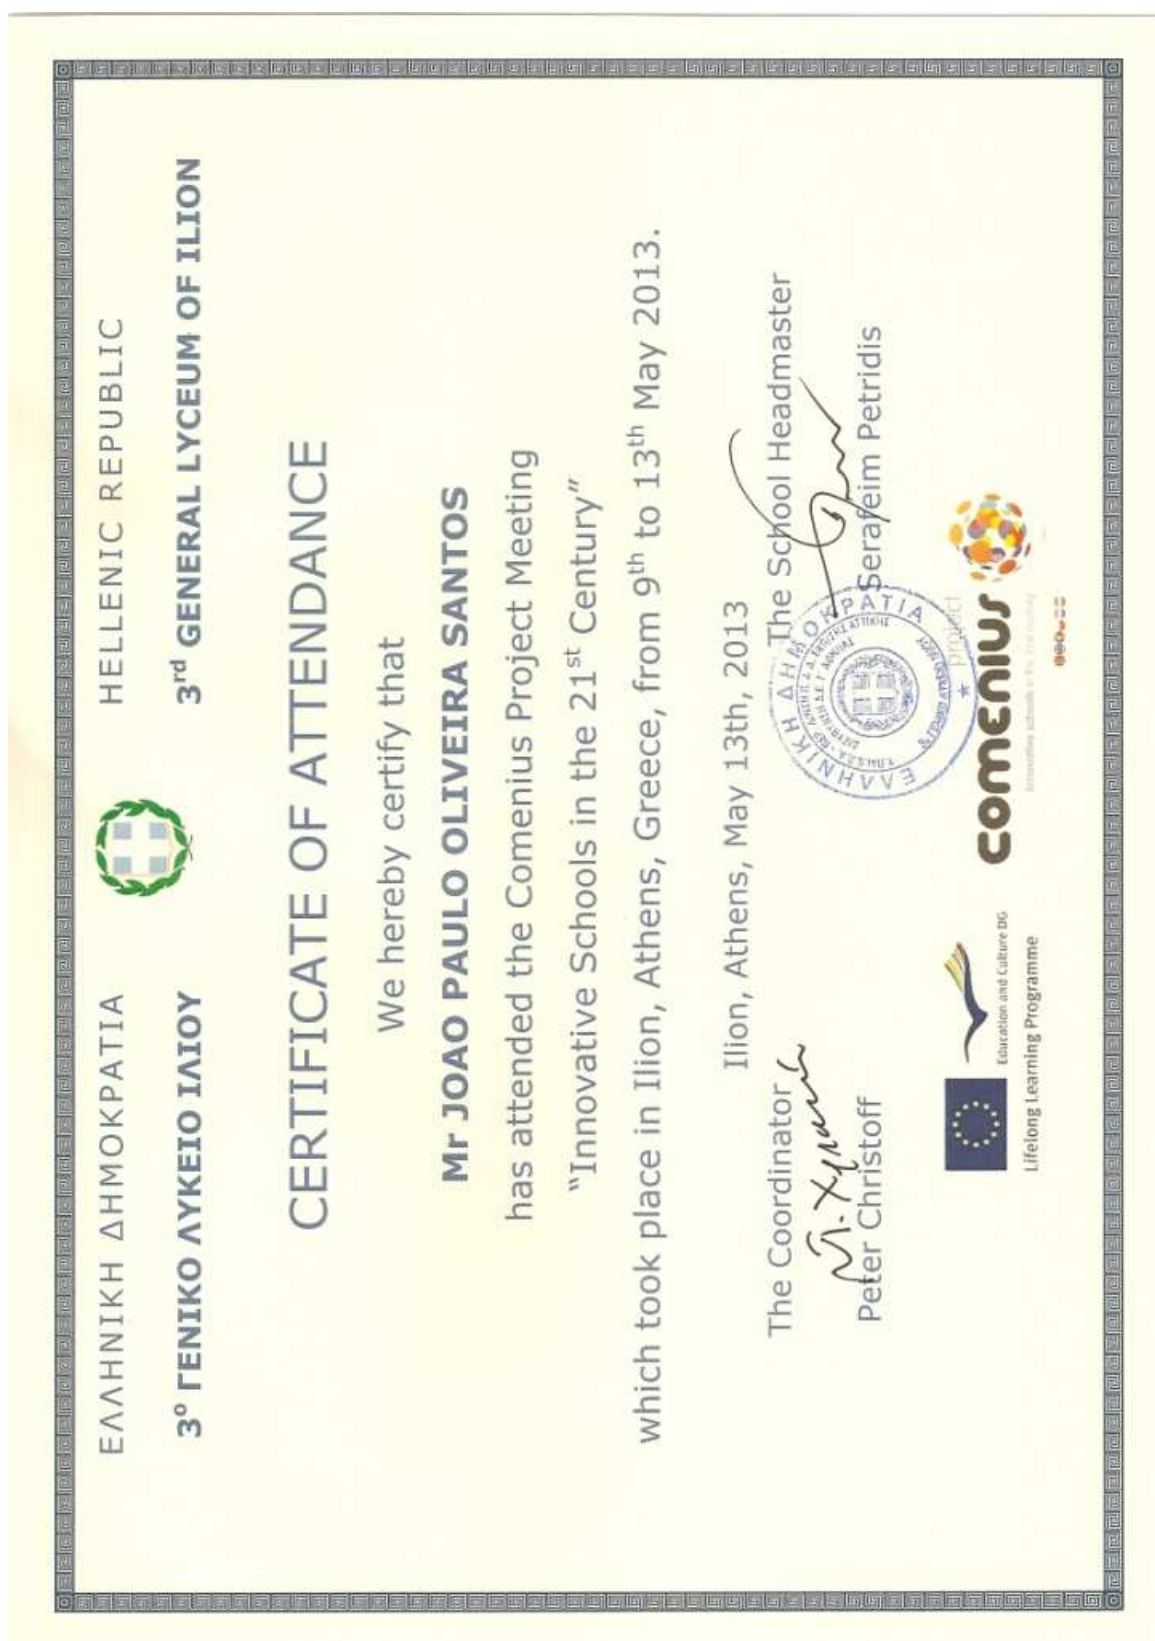 ΕΛΛΗΝΙΚΗ ΔΗΜΟΚΡΑΤΙΑ
HELLENIC REPUBLIC
3º ΓΕΝΙΚΟ ΛΥΚΕΙΟ ΙΛΙΟΥ
3rd GENERAL LYCEUM OF ILION
CERTIFICATE OF ATTENDANCE
We hereby certify that
Mr JOAO PAULO OLIVEIRA SANTOS
has attended the Comenius Project Meeting
“Innovative Schools in the 21st Century”
which took place in Ilion, Athens, Greece, from 9th to 13th May 2013.
Ilion, Athens, May 13th, 2013
The Coordinator
The School Headmaster
Peter Christoff
Serafeim Petridis
ΕΛΛΗΝΙΚΗ ΔΗΜΟΚΡΑΤΙΑ
Education and Culture DG
Lifelong Learning Programme
project
comenius